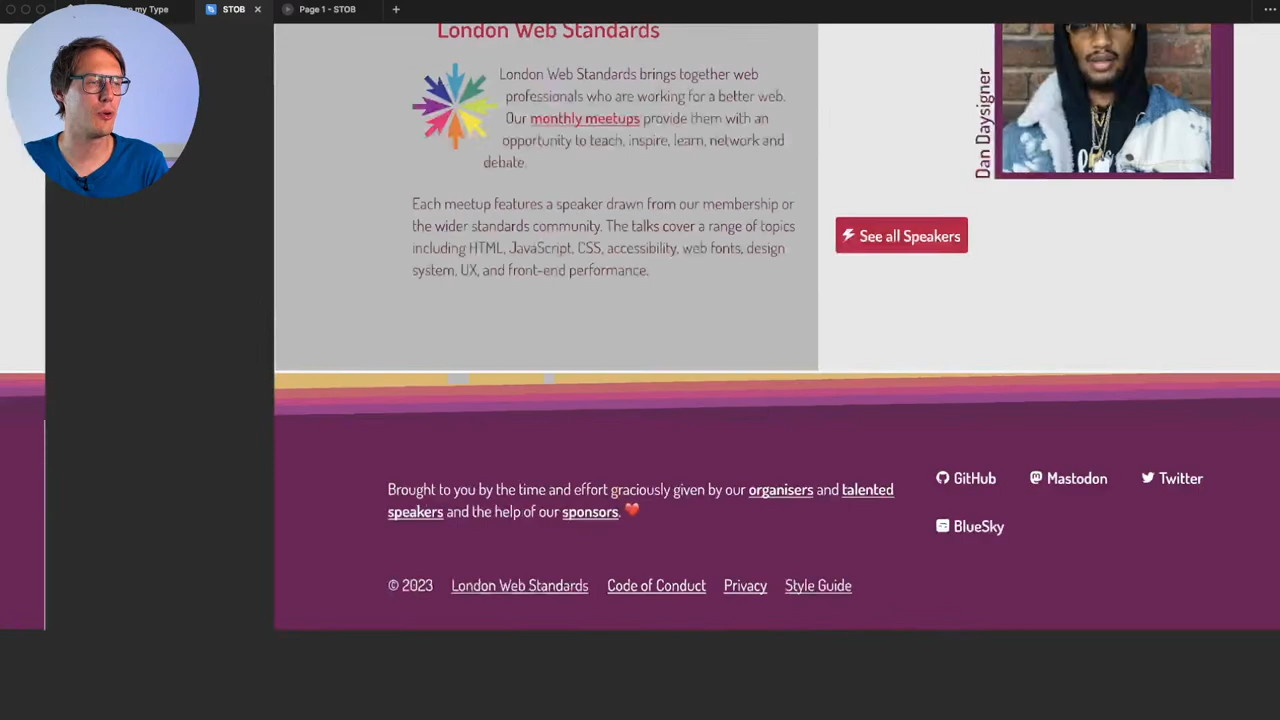 my Type
STOB
Page 1 - STOB
London Web Standards
London Web Standards brings together web
professionals who are working for a better web.
Our monthly meetups provide them with an
opportunity to teach, inspire, learn, network and
debate.
Each meetup features a speaker drawn from our membership or
the wider standards community. The talks cover a range of topics
including HTML, JavaScript, CSS, accessibility, web fonts, design
system, UX, and front-end performance.
Dan Daysigner
See all Speakers
Brought to you by the time and effort graciously given by our organisers and talented
speakers and the help of our sponsors. ❤️
GitHub
Mastodon
Twitter
BlueSky
© 2023 London Web Standards Code of Conduct Privacy Style Guide